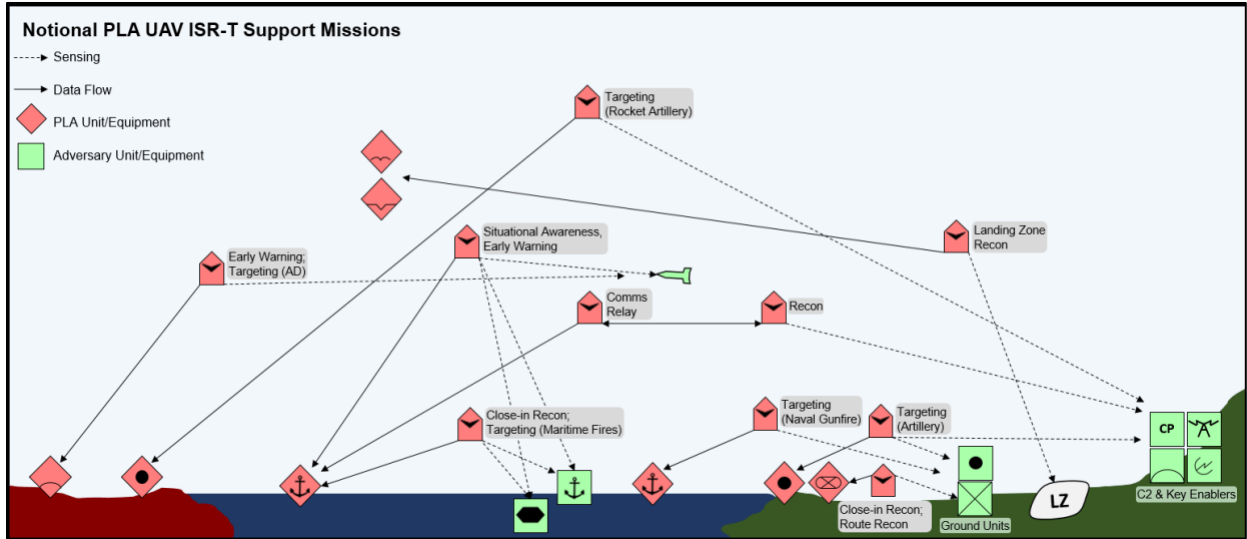 Notional PLA UAV ISR-T Support Missions
Sensing
Data Flow
PLA Unit/Equipment
Adversary Unit/Equipment
Targeting
(Rocket Artillery)
Landing Zone
Recon
Situational Awareness,
Early Warning
Early Warning;
Targeting (AD)
Comms
Relay
Recon
Close-in Recon;
Targeting (Maritime Fires)
Targeting
(Naval Gunfire)
Targeting
(Artillery)
CP
C2 & Key Enablers
LZ
Close-in Recon;
Route Recon
Ground Units